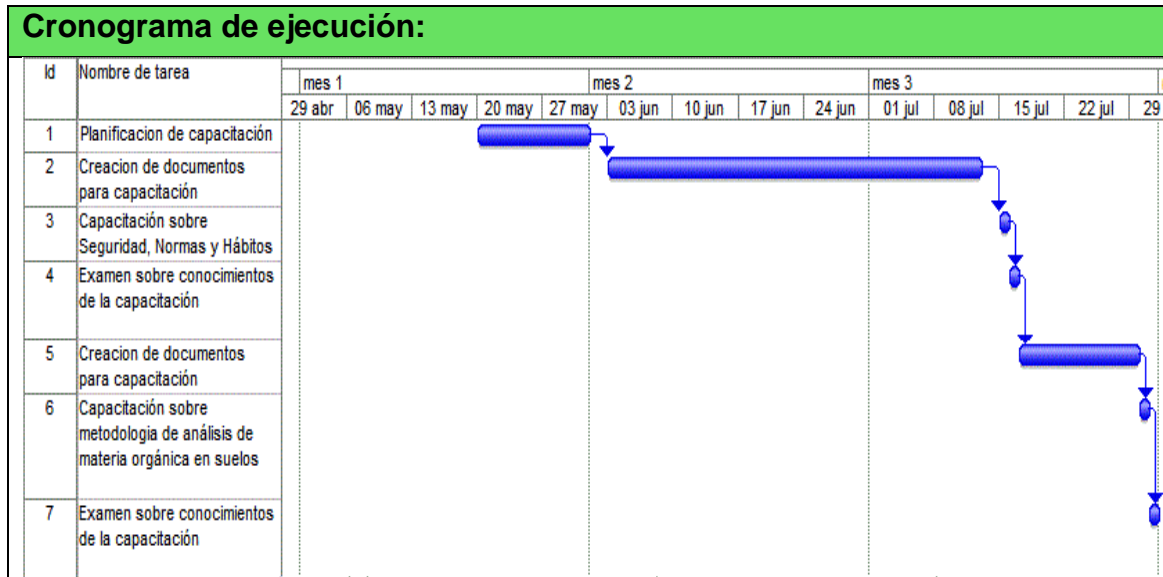 Cronograma de ejecución:
Id Nombre de tarea
mes 1 mes 2 mes 3
29 abr 06 may 13 may 20 may 27 may 03 jun 10 jun 17 jun 24 jun 01 jul 08 jul 15 jul 22 jul 29
1 Planificacion de capacitación
2 Creacion de documentos
para capacitación
3 Capacitación sobre
Seguridad, Normas y Hábitos
4 Examen sobre conocimientos
de la capacitación
5 Creacion de documentos
para capacitación
6 Capacitación sobre
metodologia de análisis de
materia orgánica en suelos
7 Examen sobre conocimientos
de la capacitación